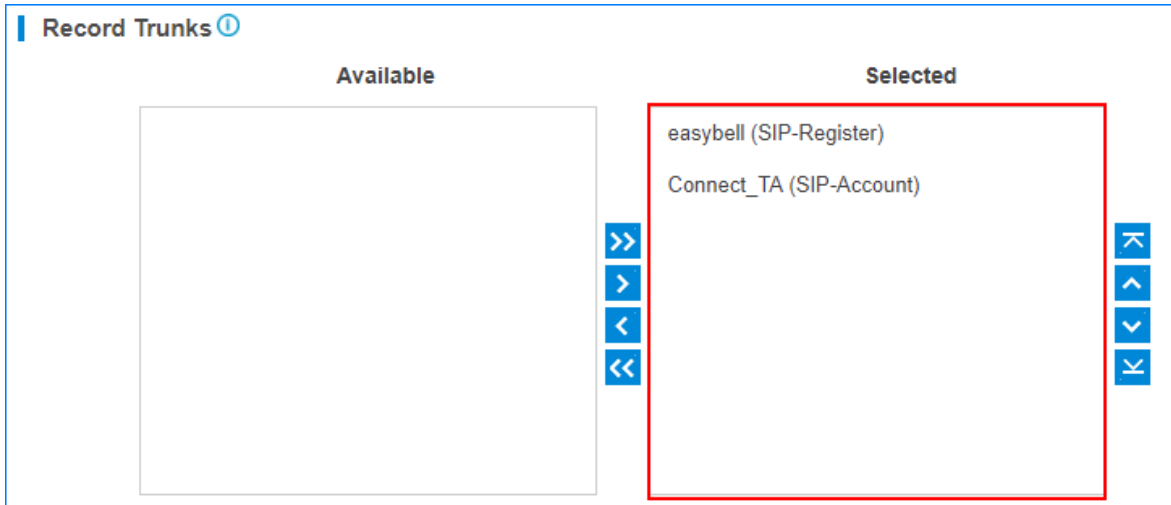 Record Trunks
Available
Selected
easybell (SIP-Register)
Connect_TA (SIP-Account)